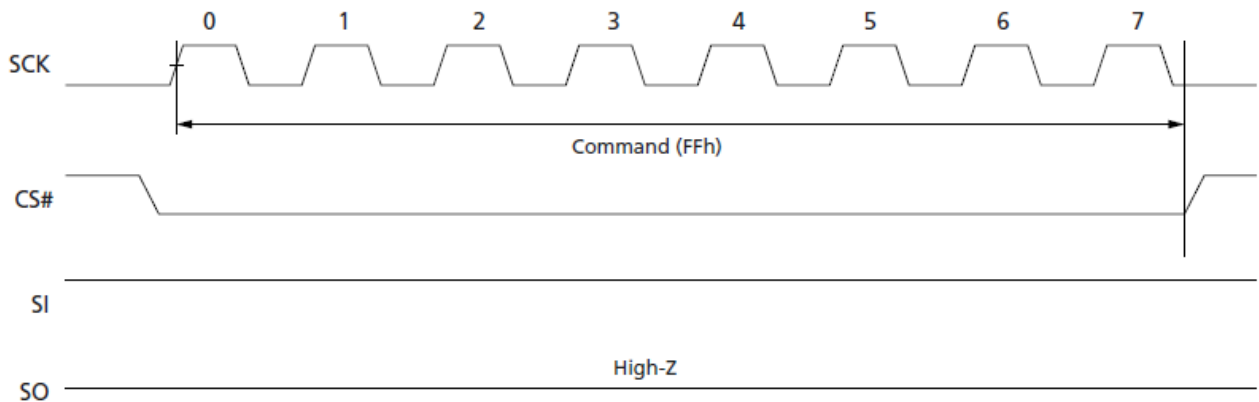 0 1 2 3 4 5 6 7
SCK
Command (FFh)
CS#
SI
High-Z
SO